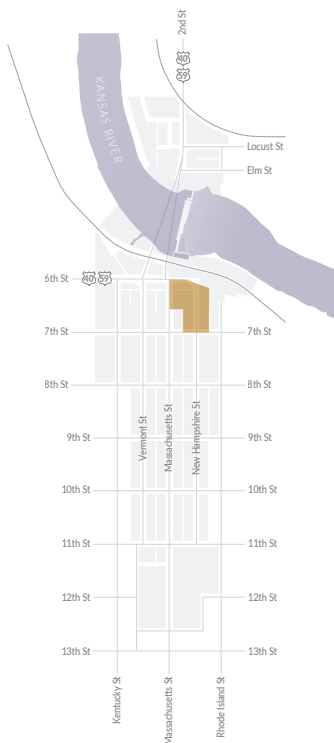 2nd St
40
59
KANSAS RIVER
Locust St
Elm St
6th St 40 59
7th St 7th St
8th St 8th St
Vermont St
Massachusetts St
New Hampshire St
9th St 9th St
10th St 10th St
11th St 11th St
12th St 12th St
13th St 13th St
Kentucky St
Massachusetts St
Rhode Island St